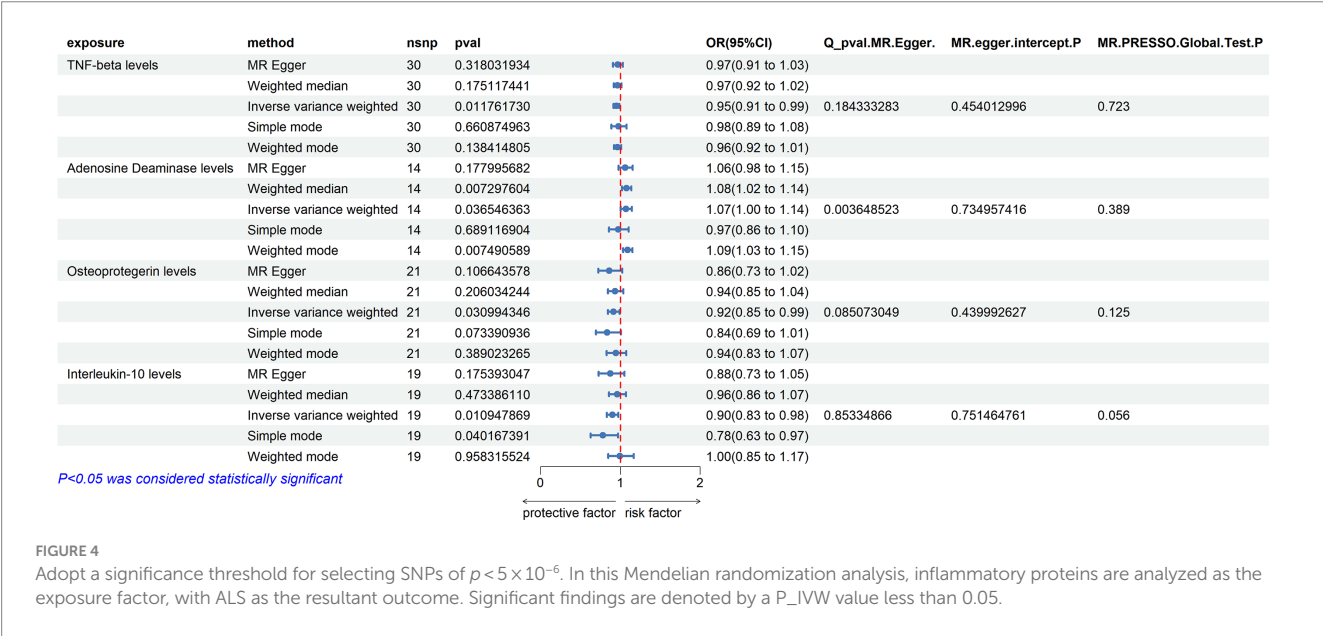 exposure method nsnp pval OR(95%CI) Q_pval.MR.Egger. MR.egger.intercept.P MR.PRESSO.Global.Test.P
TNF-beta levels MR Egger 30 0.318031934 0.97(0.91 to 1.03)
Weighted median 30 0.175117441 0.97(0.92 to 1.02)
Inverse variance weighted 30 0.011761730 0.95(0.91 to 0.99) 0.184333283 0.454012996 0.723
Simple mode 30 0.660874963 0.98(0.89 to 1.08)
Weighted mode 30 0.138414805 0.96(0.92 to 1.01)
Adenosine Deaminase levels MR Egger 14 0.177995682 1.06(0.98 to 1.15)
Weighted median 14 0.007297604 1.08(1.02 to 1.14)
Inverse variance weighted 14 0.036546363 1.07(1.00 to 1.14) 0.003648523 0.734957416 0.389
Simple mode 14 0.689116904 0.97(0.86 to 1.10)
Weighted mode 14 0.007490589 1.09(1.03 to 1.15)
Osteoprotegerin levels MR Egger 21 0.106643578 0.86(0.73 to 1.02)
Weighted median 21 0.206034244 0.94(0.85 to 1.04)
Inverse variance weighted 21 0.030994346 0.92(0.85 to 0.99) 0.085073049 0.439992627 0.125
Simple mode 21 0.073390936 0.84(0.69 to 1.01)
Weighted mode 21 0.389023265 0.94(0.83 to 1.07)
Interleukin-10 levels MR Egger 19 0.175393047 0.88(0.73 to 1.05)
Weighted median 19 0.473386110 0.96(0.86 to 1.07)
Inverse variance weighted 19 0.010947869 0.90(0.83 to 0.98) 0.85334866 0.751464761 0.056
Simple mode 19 0.040167391 0.78(0.63 to 0.97)
Weighted mode 19 0.958315524 1.00(0.85 to 1.17)
P<0.05 was considered statistically significant
0 1 2
protective factor risk factor
FIGURE 4
Adopt a significance threshold for selecting SNPs of p < 5 × 10⁻⁶. In this Mendelian randomization analysis, inflammatory proteins are analyzed as the
exposure factor, with ALS as the resultant outcome. Significant findings are denoted by a P_IVW value less than 0.05.